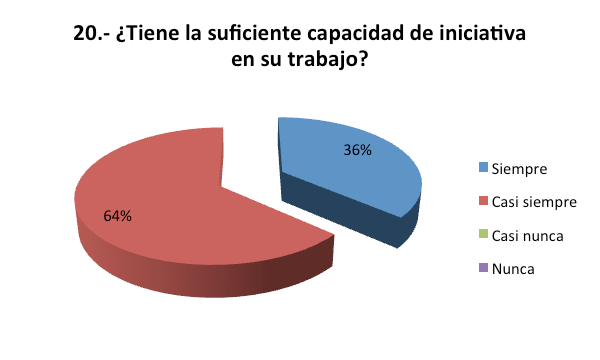 20.- ¿Tiene la suficiente capacidad de iniciativa
en su trabajo?
36%
64%
Siempre
Casi siempre
Casi nunca
Nunca